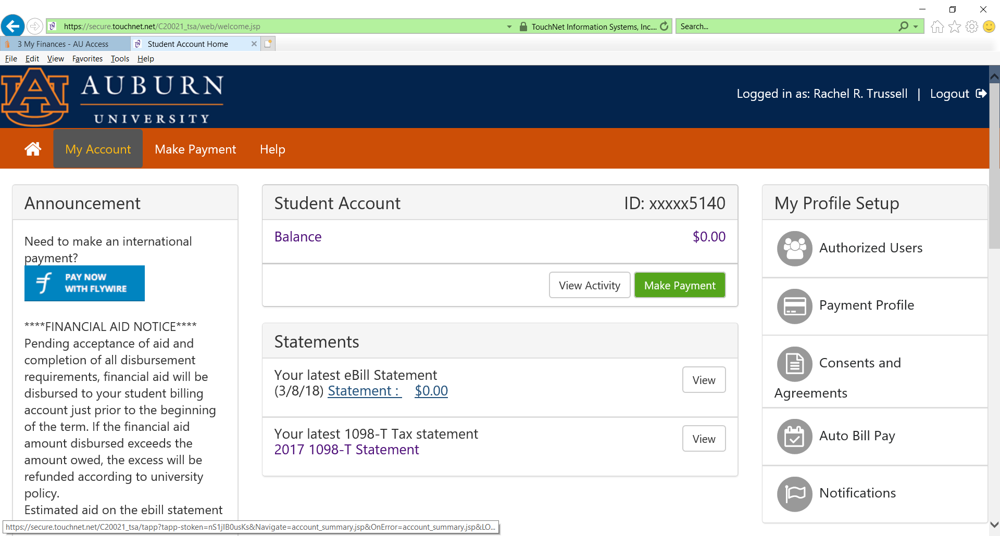 https://secure.touchnet.net/C20021_tsa/web/welcome.jsp
TouchNet Information Systems, Inc....
Search...
3 My Finances - AU Access
Student Account Home
File Edit View Favorites Tools Help
AUBURN
UNIVERSITY
Logged in as: Rachel R. Trussell | Logout
My Account
Make Payment
Help
Announcement
Need to make an international
payment?
PAY NOW
WITH FLYWIRE
****FINANCIAL AID NOTICE****
Pending acceptance of aid and
completion of all disbursement
requirements, financial aid will be
disbursed to your student billing
account just prior to the beginning
of the term. If the financial aid
amount disbursed exceeds the
amount owed, the excess will be
refunded according to university
policy.
Estimated aid on the ebill statement
Student Account ID: xxxxx5140
Balance $0.00
View Activity
Make Payment
Statements
Your latest eBill Statement
(3/8/18) Statement : $0.00
View
Your latest 1098-T Tax statement
2017 1098-T Statement
View
My Profile Setup
Authorized Users
Payment Profile
Consents and
Agreements
Auto Bill Pay
Notifications
https://secure.touchnet.net/C20021_tsa/tapp?tapp-stoken=nS1jIB0usKs&Navigate=account_summary.jsp&OnError=account_summary.jsp&LO...